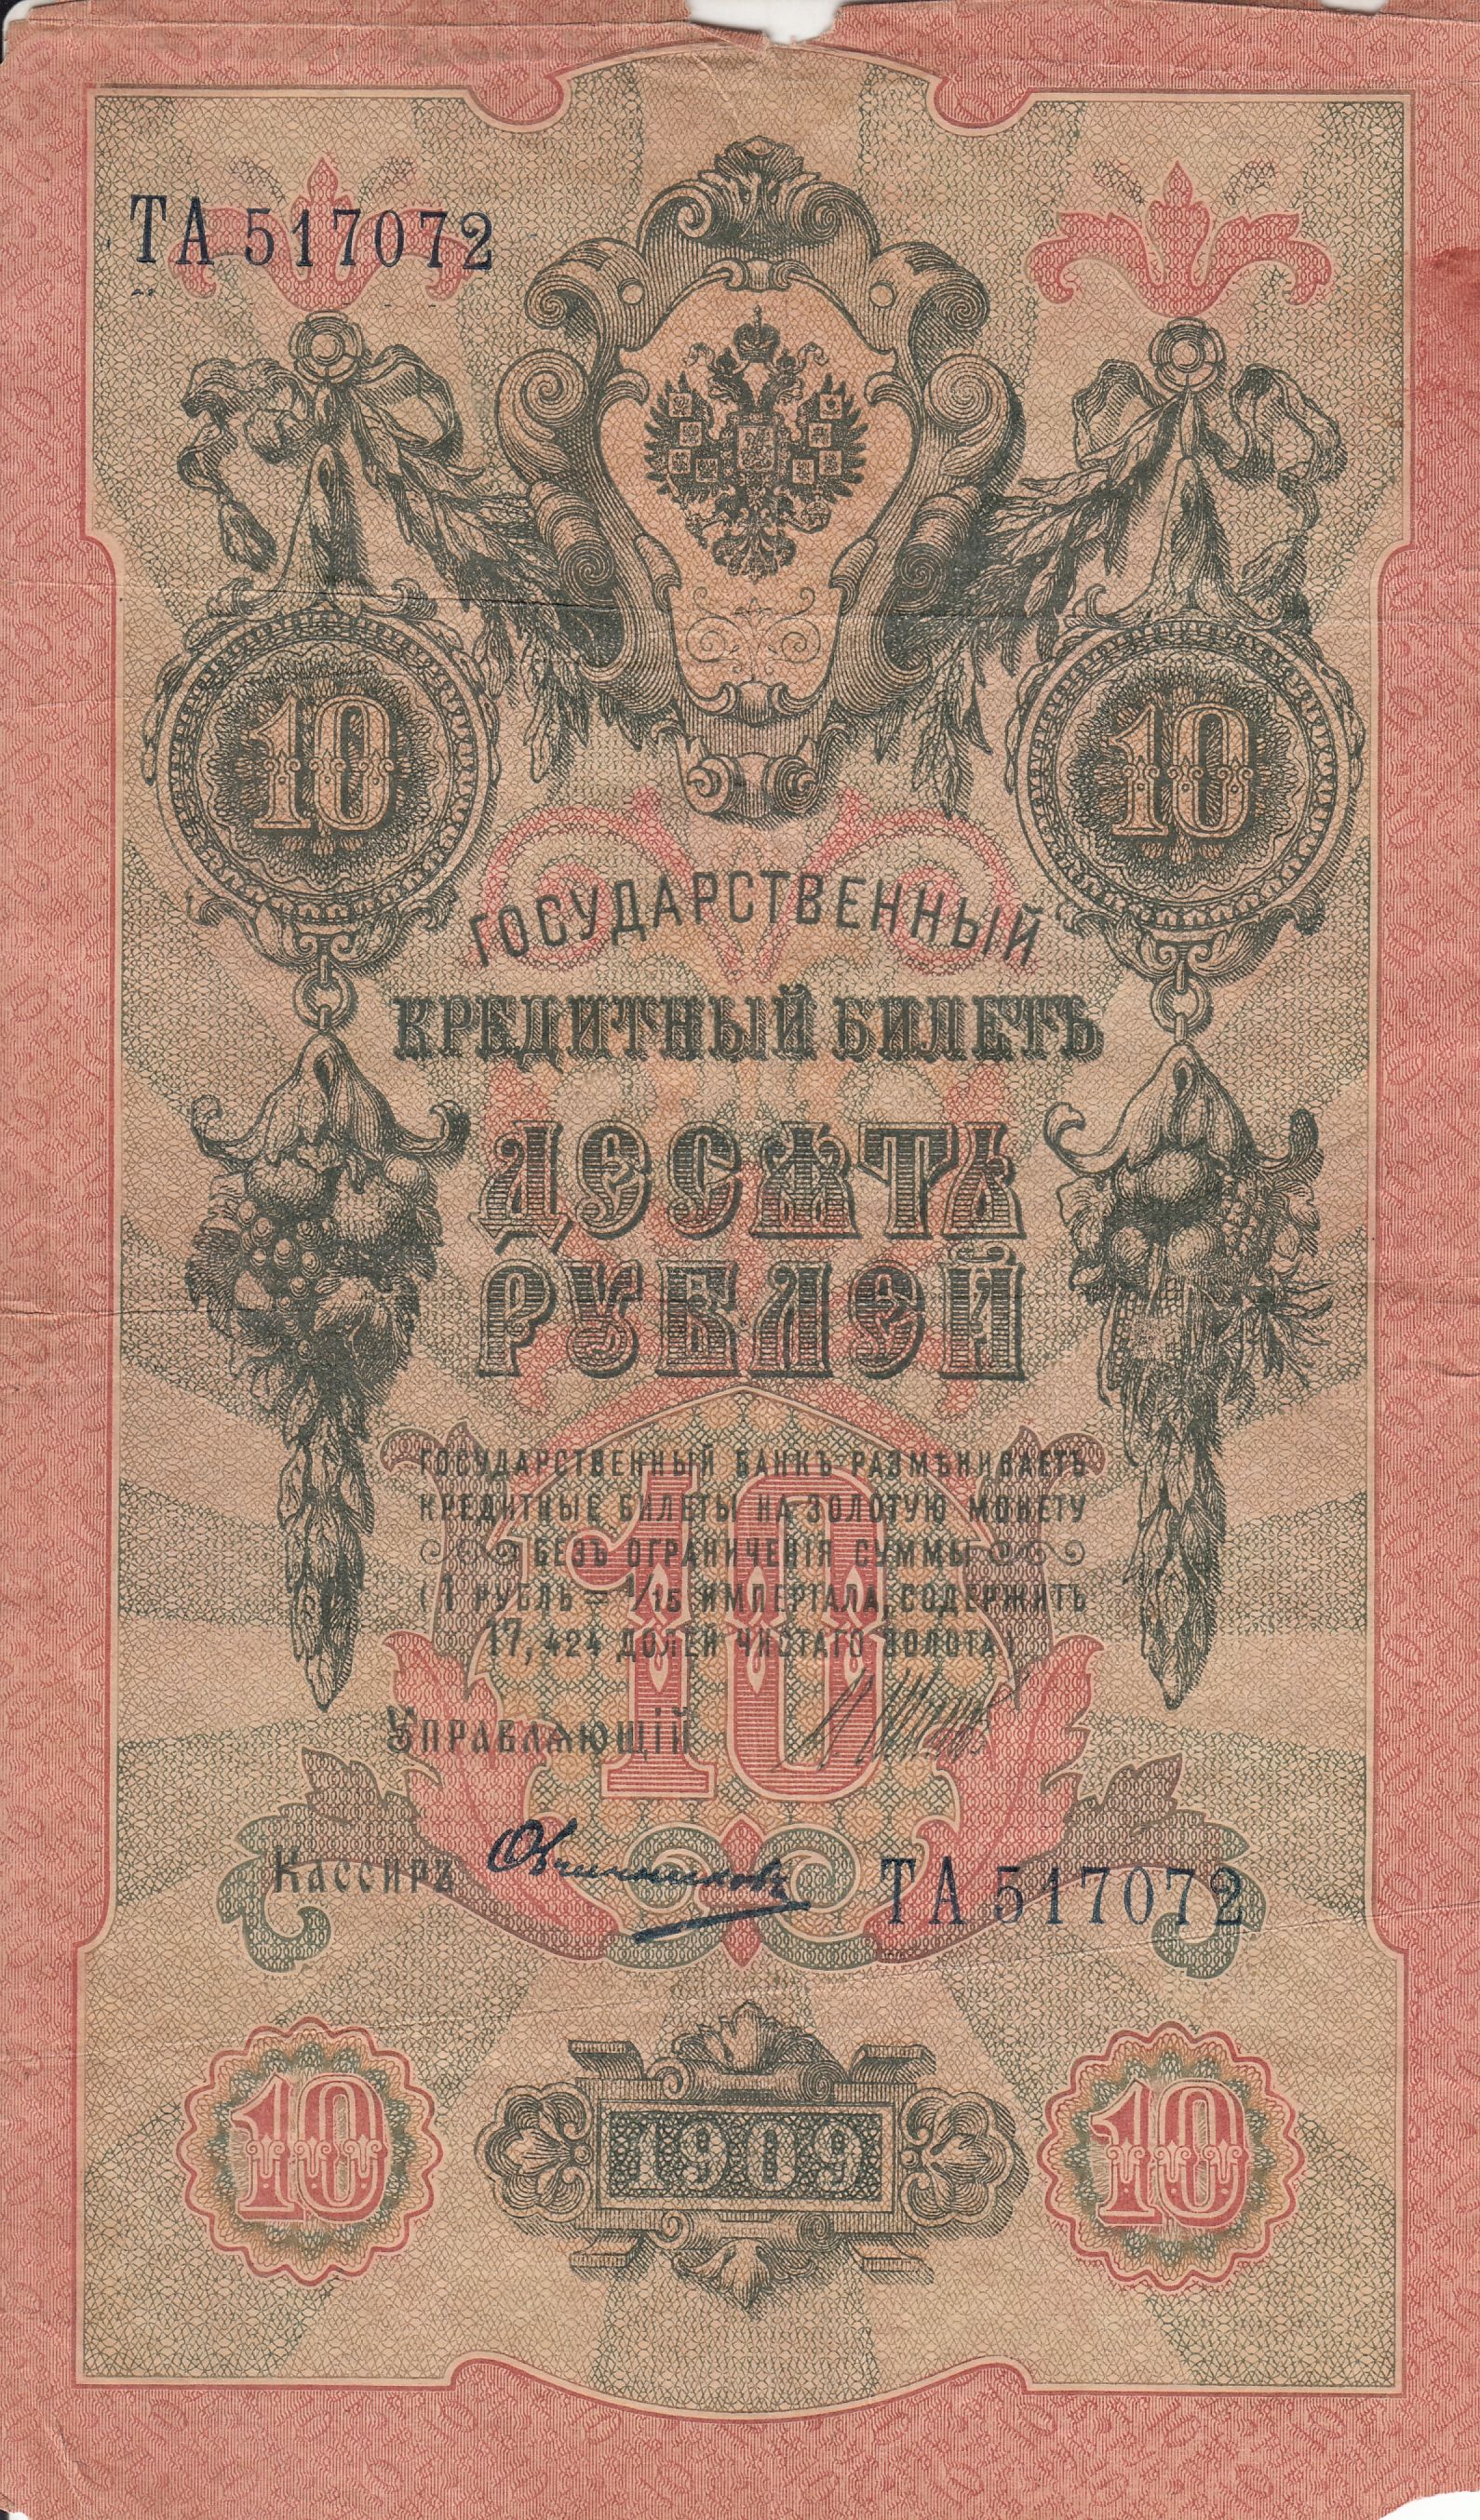 ТА 517072
10 10
ГОСУДАРСТВЕННЫЙ
КРЕДИТНЫЙ БИЛЕТЪ
ДЕСЯТЬ
РУБЛЕЙ
ГОСУДАРСТВЕННЫЙ БАНКЪ РАЗМѢНИВАЕТЪ
КРЕДИТНЫЕ БИЛЕТЫ НА ЗОЛОТУЮ МОНЕТУ
БЕЗЪ ОГРАНИЧЕНІЯ СУММЫ
(1 РУБЛЬ = 1/15 ИМПЕРІАЛА, СОДЕРЖИТЪ
17,424 ДОЛЕЙ ЧИСТАГО ЗОЛОТА)
10
УПРАВЛЯЮЩІЙ
КАССИРЪ Овчинниковъ ТА 517072
10 1909 10